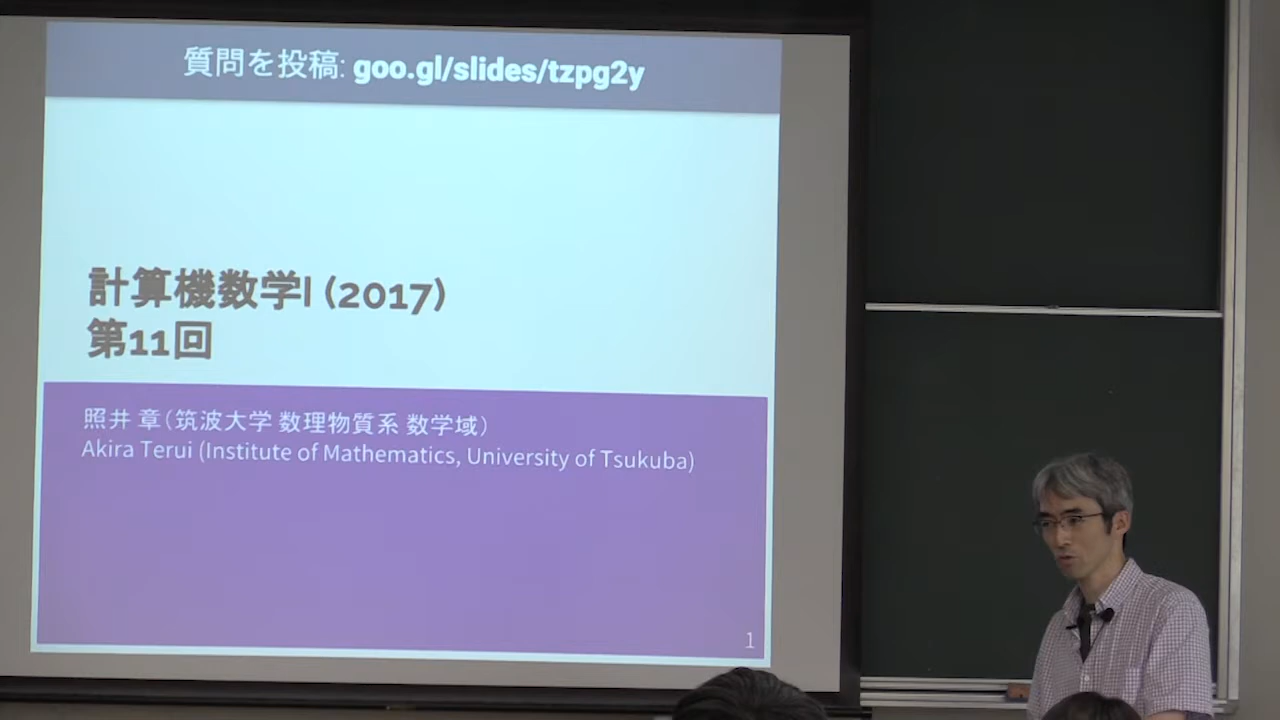 質問を投稿: goo.gl/slides/tzpg2y
計算機数学I (2017)
第11回
照井 章（筑波大学 数理物質系 数学域）
Akira Terui (Institute of Mathematics, University of Tsukuba)
1